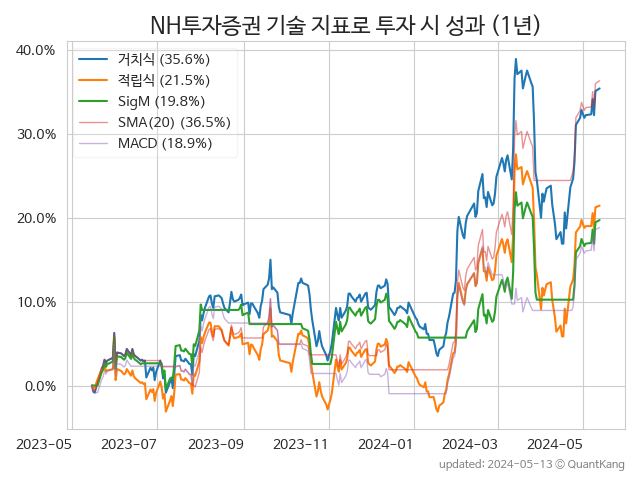 NH투자증권 기술 지표로 투자 시 성과 (1년)
40.0%
30.0%
20.0%
10.0%
0.0%
거치식 (35.6%)
적립식 (21.5%)
SigM (19.8%)
SMA(20) (36.5%)
MACD (18.9%)
2023-05 2023-07 2023-09 2023-11 2024-01 2024-03 2024-05
updated: 2024-05-13 ⓒ QuantKang